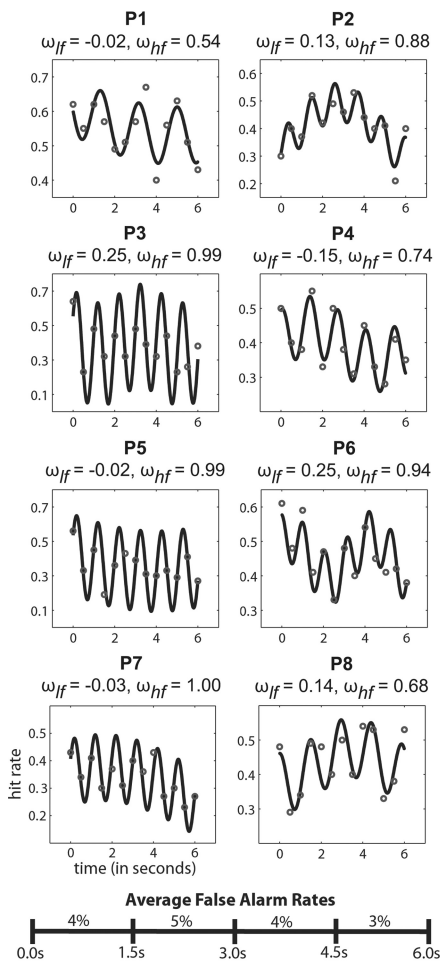 P1
ω_lf = -0.02, ω_hf = 0.54
0.7
0.6
0.5
0.4
0 2 4 6
P2
ω_lf = 0.13, ω_hf = 0.88
0.6
0.5
0.4
0.3
0.2
0 2 4 6
P3
ω_lf = 0.25, ω_hf = 0.99
0.7
0.5
0.3
0.1
0 2 4 6
P4
ω_lf = -0.15, ω_hf = 0.74
0.5
0.4
0.3
0 2 4 6
P5
ω_lf = -0.02, ω_hf = 0.99
0.7
0.5
0.3
0.1
0 2 4 6
P6
ω_lf = 0.25, ω_hf = 0.94
0.6
0.5
0.4
0.3
0 2 4 6
P7
ω_lf = -0.03, ω_hf = 1.00
hit rate
0.5
0.4
0.3
0.2
0 2 4 6
time (in seconds)
P8
ω_lf = 0.14, ω_hf = 0.68
0.5
0.4
0.3
0 2 4 6
Average False Alarm Rates
4% 5% 4% 3%
0.0s 1.5s 3.0s 4.5s 6.0s